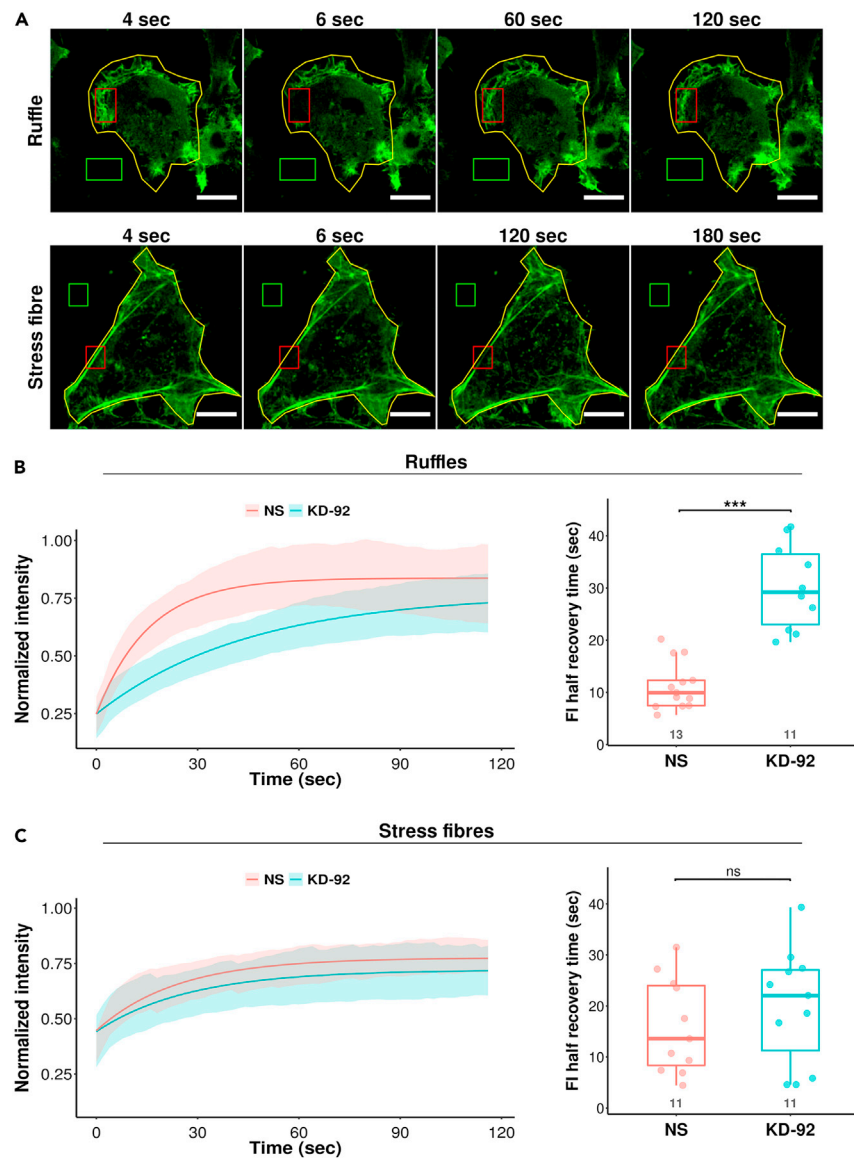 A
4 sec 6 sec 60 sec 120 sec
Ruffle
4 sec 6 sec 120 sec 180 sec
Stress fibre
B
Ruffles
NS KD-92
1.00
0.75
0.50
0.25
Normalized intensity
0 30 60 90 120
Time (sec)
***
40
30
20
10
0
FI half recovery time (sec)
13 11
NS KD-92
C
Stress fibres
NS KD-92
1.00
0.75
0.50
0.25
Normalized intensity
0 30 60 90 120
Time (sec)
ns
40
30
20
10
0
FI half recovery time (sec)
11 11
NS KD-92